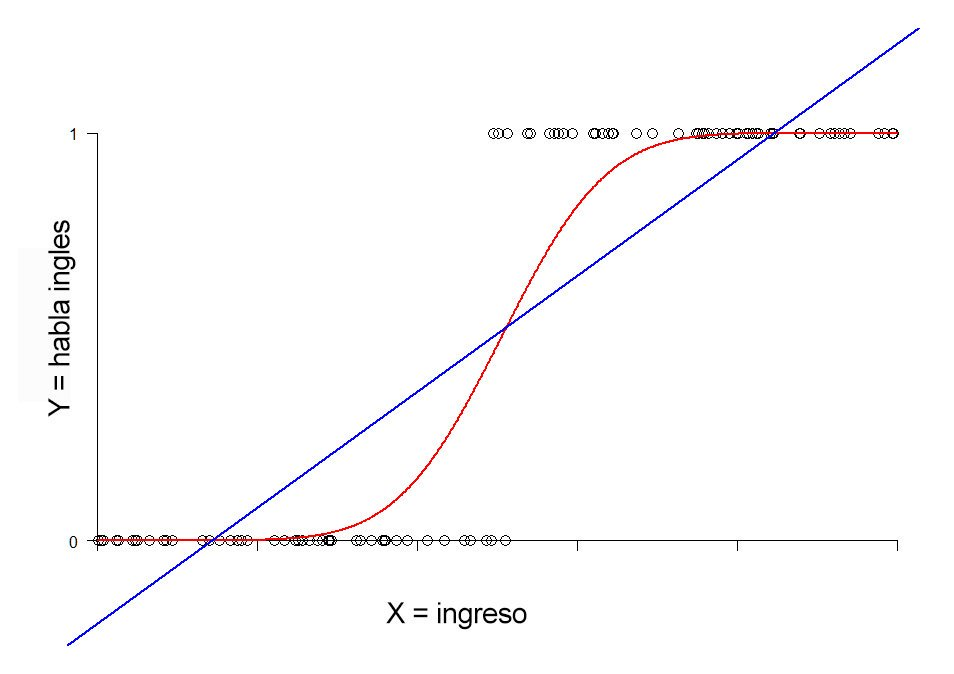 1
Y = habla ingles
0
X = ingreso